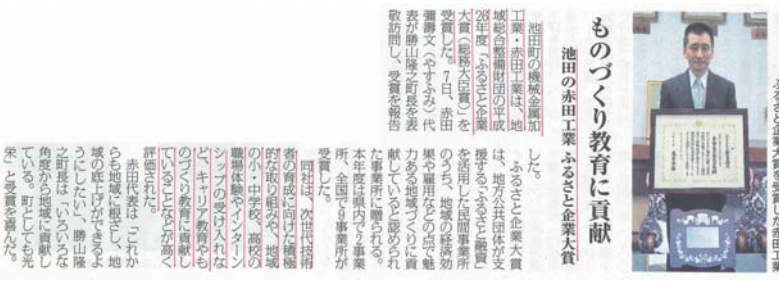 ものづくり教育に貢献
池田の赤田工業 ふるさと企業大賞
池田町の機械金属加
工業・赤田工業は、地
域総合整備財団の平成
26年度「ふるさと企業
大賞（総務大臣賞）」を
受賞した。7日、赤田
彌壽文（やすふみ）代
表が勝山隆之町長を表
敬訪問し、受賞を報告
した。
ふるさと企業大賞
は、地方公共団体が支
援する「ふるさと融資」
を活用した民間事業所
のうち、地域の経済効
果や雇用などの点で魅
力ある地域づくりに貢
献していると認められ
た事業所に贈られる。
本年度は県内で2事業
所、全国で9事業所が
受賞した。
同社は、次世代技術
者の育成に向けた積極
的な取り組みや、地域
の小・中学校、高校の
職場体験やインターン
シップの受け入れな
ど、キャリア教育やも
のづくり教育に貢献し
ていることなどが高く
評価された。
赤田代表は「これか
らも地域に根ざし、地
域の底上げができるよ
うにしたい」、勝山隆
之町長は「いろいろな
角度から地域に貢献し
ている。町としても光
栄」と受賞を喜んだ。